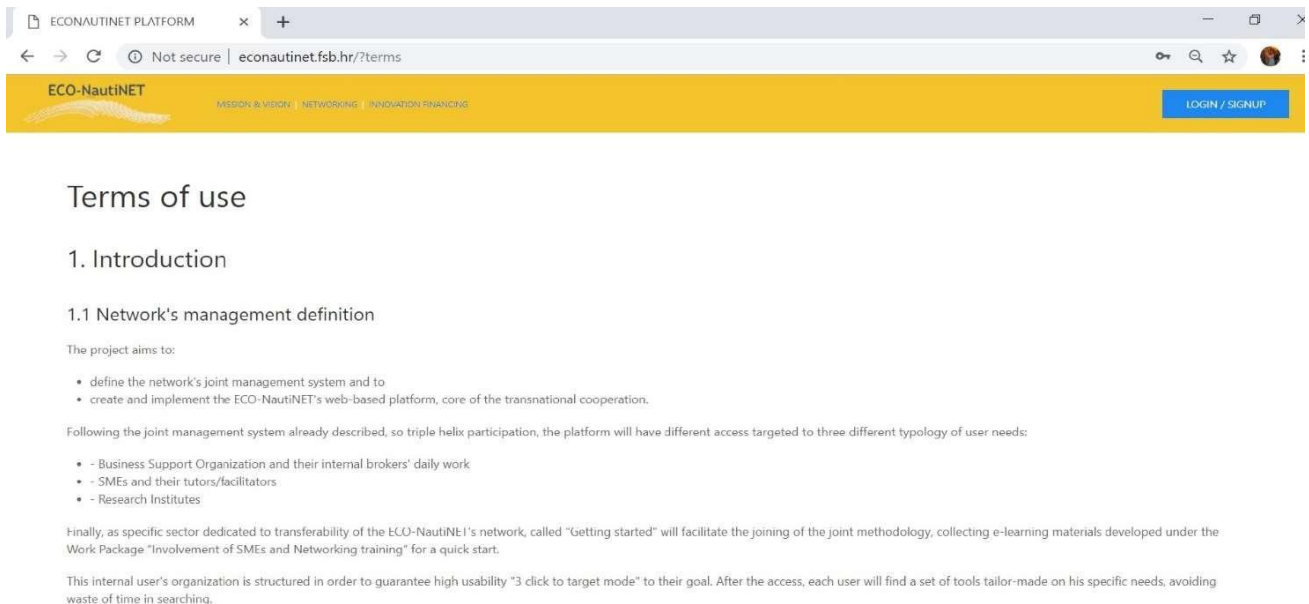 ECONAUTINET PLATFORM
Not secure | econautinet.fsb.hr/?terms
ECO-NautiNET
MISSION & VISION | NETWORKING | INNOVATION FINANCING
LOGIN / SIGNUP
Terms of use
1. Introduction
1.1 Network's management definition
The project aims to:
• define the network's joint management system and to
• create and implement the ECO-NautiNET's web-based platform, core of the transnational cooperation.
Following the joint management system already described, so triple helix participation, the platform will have different access targeted to three different typology of user needs:
• - Business Support Organization and their internal brokers' daily work
• - SMEs and their tutors/facilitators
• - Research Institutes
Finally, as specific sector dedicated to transferability of the ECO-NautiNET's network, called "Getting started" will facilitate the joining of the joint methodology, collecting e-learning materials developed under the
Work Package "Involvement of SMEs and Networking training" for a quick start.
This internal user's organization is structured in order to guarantee high usability "3 click to target mode" to their goal. After the access, each user will find a set of tools tailor-made on his specific needs, avoiding
waste of time in searching.